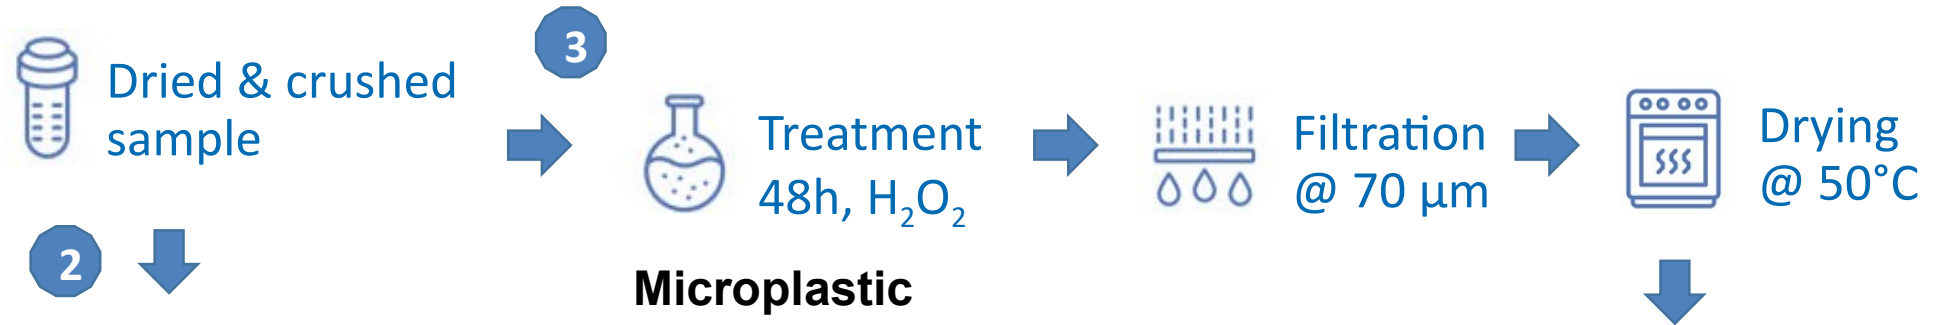 3
Dried & crushed
sample
Treatment
48h, H₂O₂
Filtration
@ 70 µm
Drying
@ 50°C
2
Microplastic